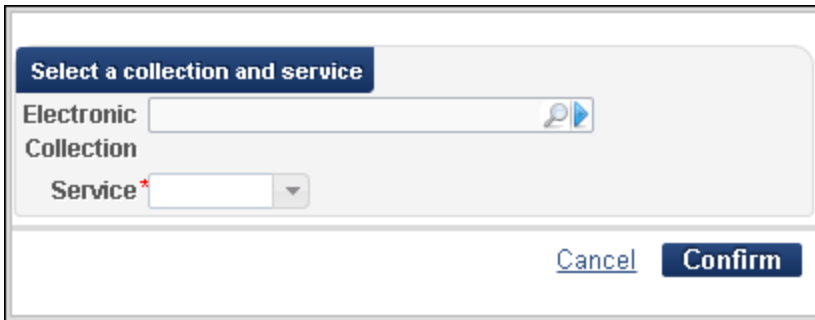 Select a collection and service
Electronic
Collection
Service*
Cancel Confirm